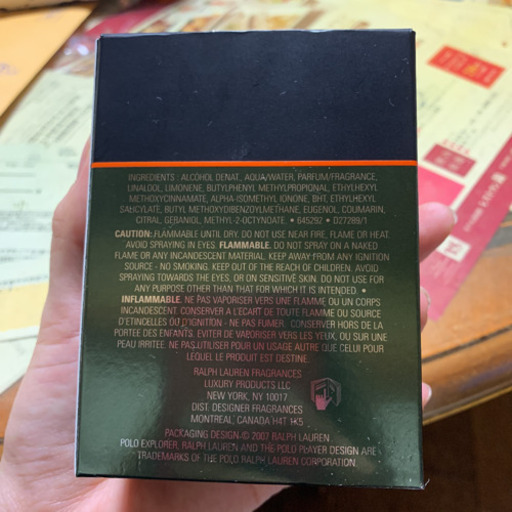 INGREDIENTS : ALCOHOL DENAT., AQUA/WATER, PARFUM/FRAGRANCE,
LINALOOL, LIMONENE, BUTYLPHENYL METHYLPROPIONAL, ETHYLHEXYL
METHOXYCINNAMATE, ALPHA-ISOMETHYL IONONE, BHT, ETHYLHEXYL
SALICYLATE, BUTYL METHOXYDIBENZOYLMETHANE, EUGENOL, COUMARIN,
CITRAL, GERANIOL, METHYL-2-OCTYNOATE. • 645292 • D27289/1
CAUTION: FLAMMABLE UNTIL DRY. DO NOT USE NEAR FIRE, FLAME OR HEAT.
AVOID SPRAYING IN EYES. FLAMMABLE. DO NOT SPRAY ON A NAKED
FLAME OR ANY INCANDESCENT MATERIAL. KEEP AWAY FROM ANY IGNITION
SOURCE - NO SMOKING. KEEP OUT OF THE REACH OF CHILDREN. AVOID
SPRAYING TOWARDS THE EYES, OR ON SENSITIVE SKIN. DO NOT USE FOR
ANY PURPOSE OTHER THAN THAT FOR WHICH IT IS INTENDED. •
INFLAMMABLE. NE PAS VAPORISER VERS UNE FLAMME OU UN CORPS
INCANDESCENT. CONSERVER A L'ECART DE TOUTE FLAMME OU SOURCE
D'ETINCELLES OU D'IGNITION - NE PAS FUMER. CONSERVER HORS DE LA
PORTEE DES ENFANTS. EVITER DE VAPORISER VERS LES YEUX, OU SUR UNE
PEAU IRRITEE. NE PAS UTILISER POUR UN USAGE AUTRE QUE CELUI POUR
LEQUEL LE PRODUIT EST DESTINE.
RALPH LAUREN FRAGRANCES
LUXURY PRODUCTS LLC
NEW YORK, NY 10017
DIST. DESIGNER FRAGRANCES
MONTREAL, CANADA H4T 1K5
PACKAGING DESIGN © 2007 RALPH LAUREN
POLO EXPLORER, RALPH LAUREN AND THE POLO PLAYER DESIGN ARE
TRADEMARKS OF THE POLO RALPH LAUREN CORPORATION.